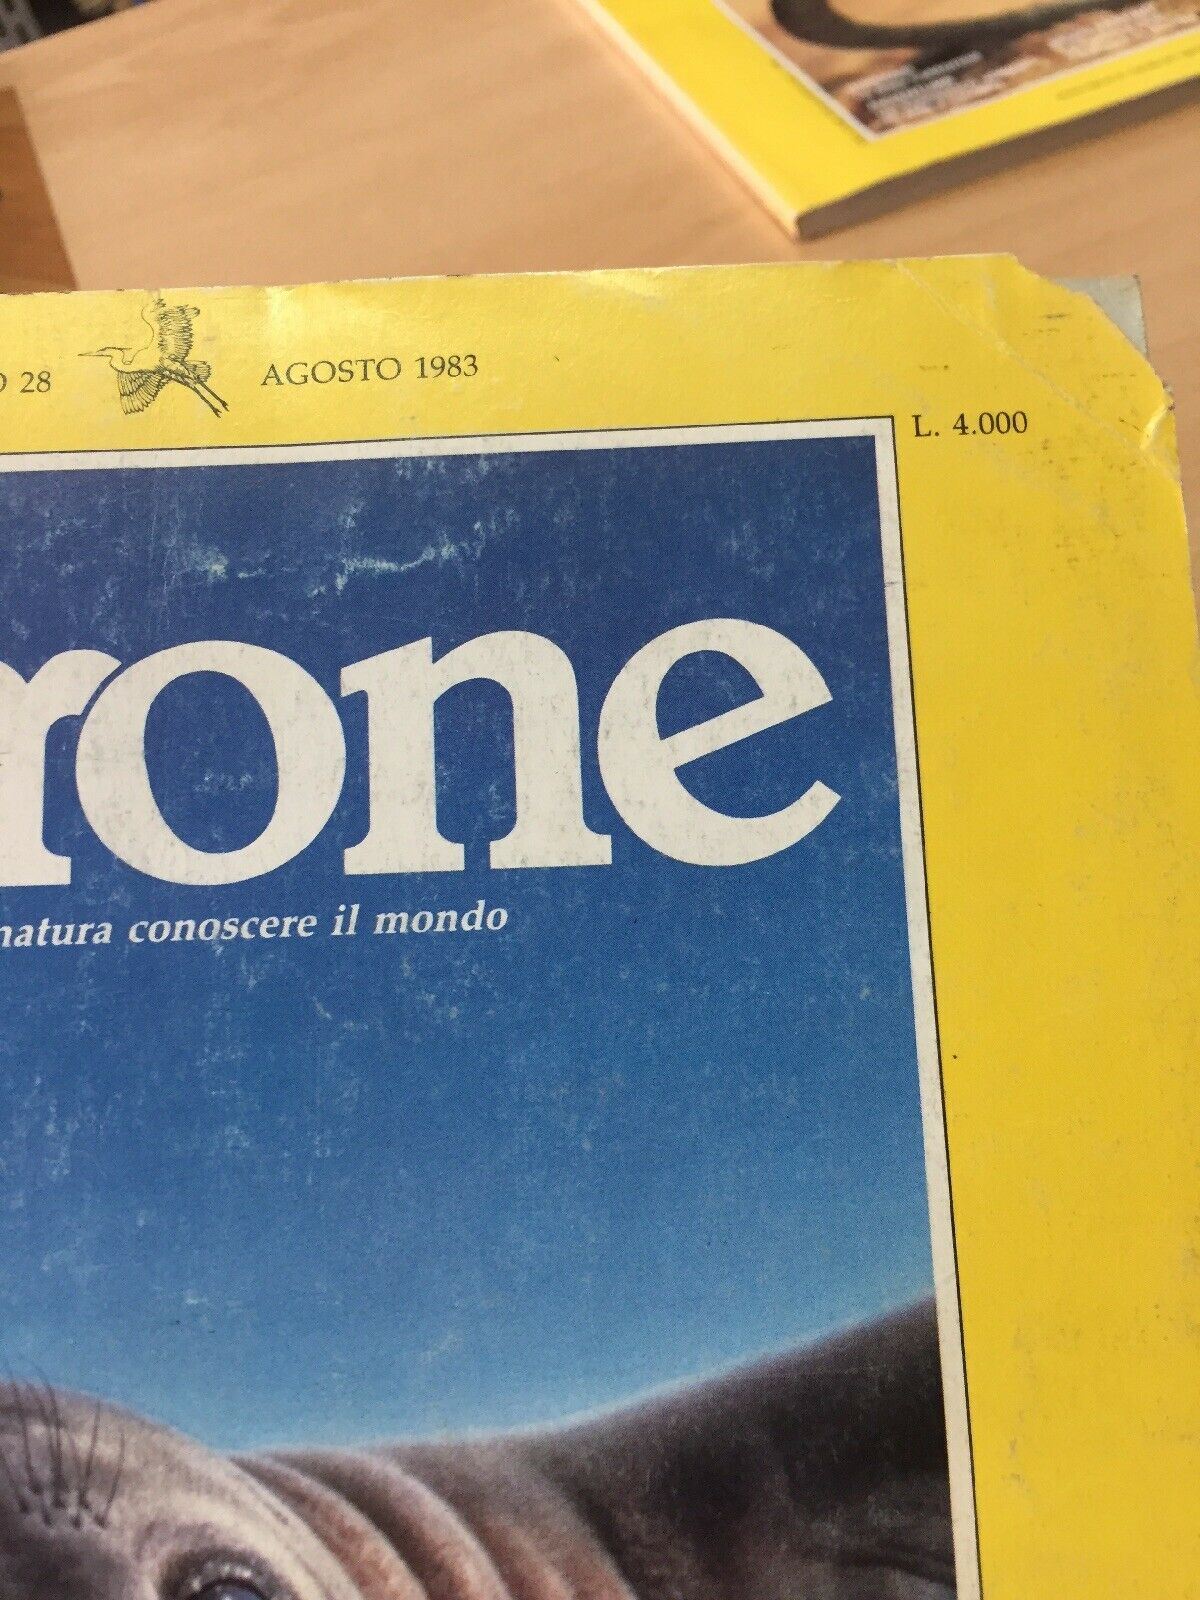 O 28 AGOSTO 1983
L. 4.000
rone
natura conoscere il mondo